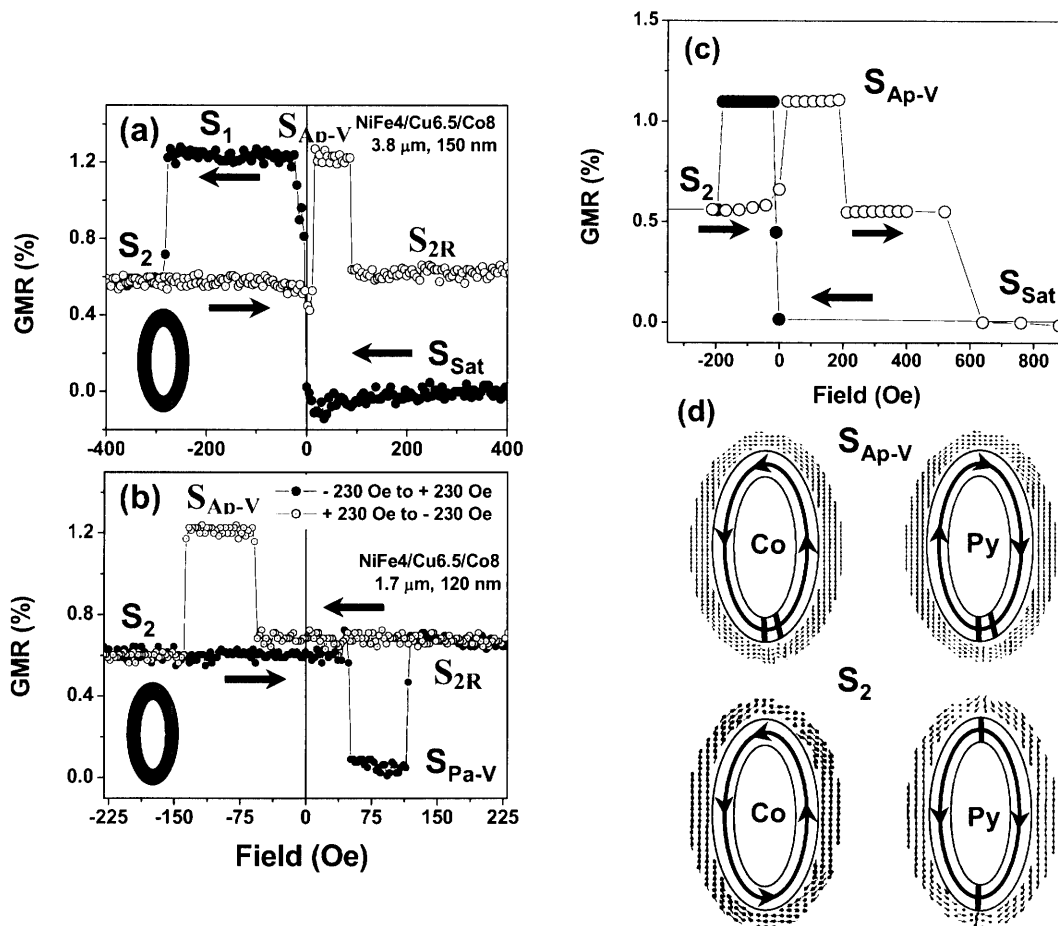 (a)
S1
SAp-V
NiFe4/Cu6.5/Co8
3.8 μm, 150 nm
S2
S2R
SSat
GMR (%)
1.2
0.8
0.4
0.0
-400 -200 0 200 400
(b)
SAp-V
- 230 Oe to + 230 Oe
+ 230 Oe to - 230 Oe
NiFe4/Cu6.5/Co8
1.7 μm, 120 nm
S2
S2R
SPa-V
GMR (%)
1.2
0.8
0.4
0.0
-225 -150 -75 0 75 150 225
Field (Oe)
(c)
SAp-V
S2
SSat
GMR (%)
1.5
1.0
0.5
0.0
-200 0 200 400 600 800
Field (Oe)
(d)
SAp-V
Co
Py
S2
Co
Py